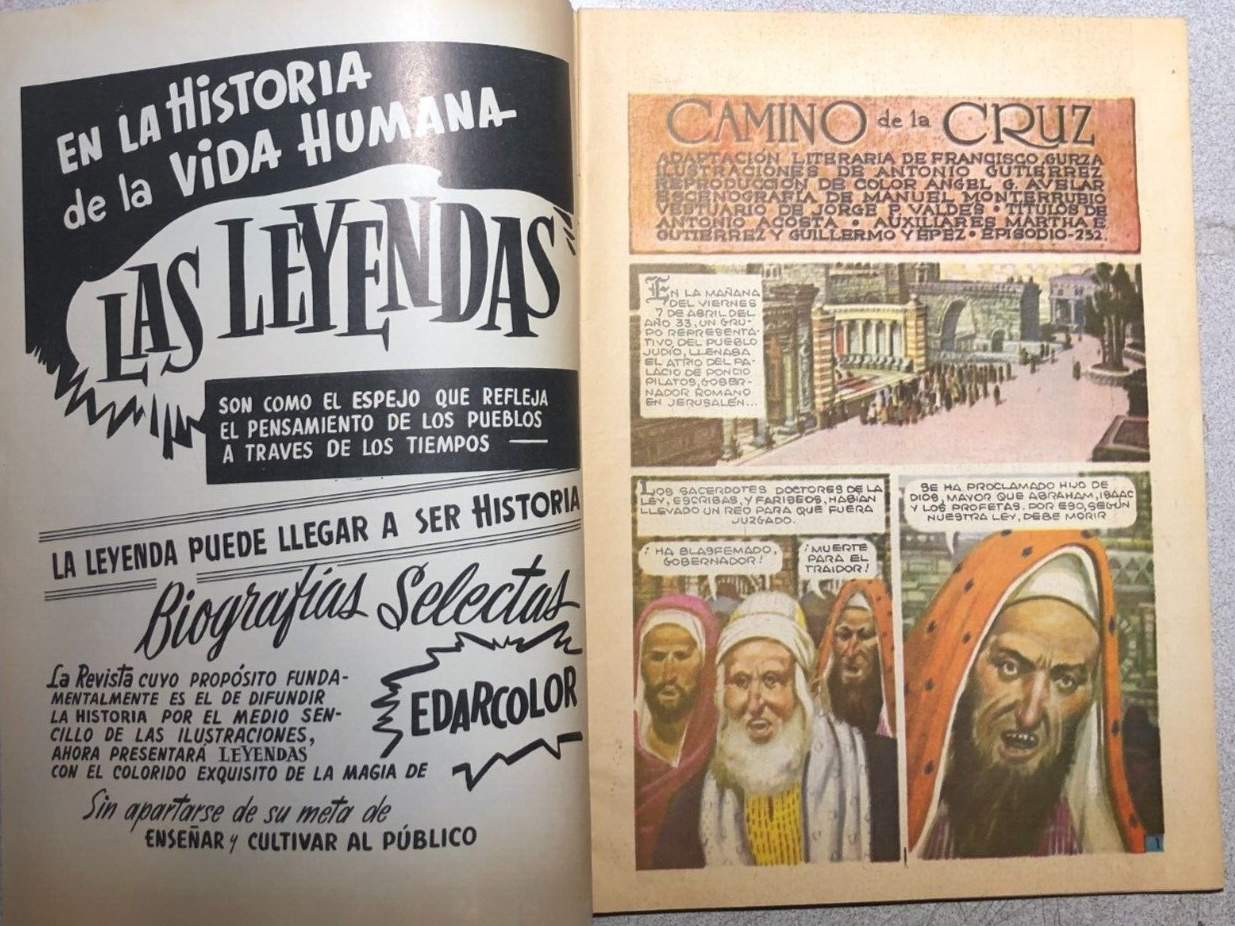 EN LA HISTORIA
de la VIDA HUMANA
LAS LEYENDAS
SON COMO EL ESPEJO QUE REFLEJA
EL PENSAMIENTO DE LOS PUEBLOS
A TRAVES DE LOS TIEMPOS —
LA LEYENDA PUEDE LLEGAR A SER HISTORIA
Biografías Selectas
La Revista CUYO PROPÓSITO FUNDA-
MENTALMENTE ES EL DE DIFUNDIR
LA HISTORIA POR EL MEDIO SEN-
CILLO DE LAS ILUSTRACIONES,
AHORA PRESENTARÁ LEYENDAS
CON EL COLORIDO EXQUISITO DE LA MAGIA DE
EDARCOLOR
Sin apartarse de su meta de
ENSEÑAR y CULTIVAR AL PÚBLICO
CAMINO de la CRUZ
ADAPTACIÓN LITERARIA DE FRANCISCO GURZA
ILUSTRACIONES DE ANTONIO GUTIERREZ
REPRODUCCION DE COLOR ANGEL G. AVELAR
ESCENOGRAFÍA DE MANUEL MONTERRUBIO
VESTUARIO DE JORGE P. VALDES • TITULOS DE
ANTONIO ACOSTA • AUXILIARES MARTHA E.
GUTIERREZ Y GUILLERMO YEPEZ • EPISODIO-232.
EN LA MAÑANA
DEL VIERNES
7 DE ABRIL DEL
AÑO 33, UN GRU-
PO REPRESENTA-
TIVO, DEL PUEBLO
JUDIO, LLENABA
EL ATRIO DEL PA-
LACIO DE PONCIO
PILATOS, GOBER-
NADOR ROMANO
EN JERUSALÉN...
LOS SACERDOTES DOCTORES DE LA
LEY, ESCRIBAS, Y FARISEOS, HABÍAN
LLEVADO UN REO PARA QUE FUERA
JUZGADO.
¡HA BLASFEMADO,
GOBERNADOR!
¡MUERTE
PARA EL
TRAIDOR!
SE HA PROCLAMADO HIJO DE
DIOS, MAYOR QUE ABRAHAM, ISAAC
Y LOS PROFETAS. POR ESO, SEGÚN
NUESTRA LEY, DEBE MORIR
1